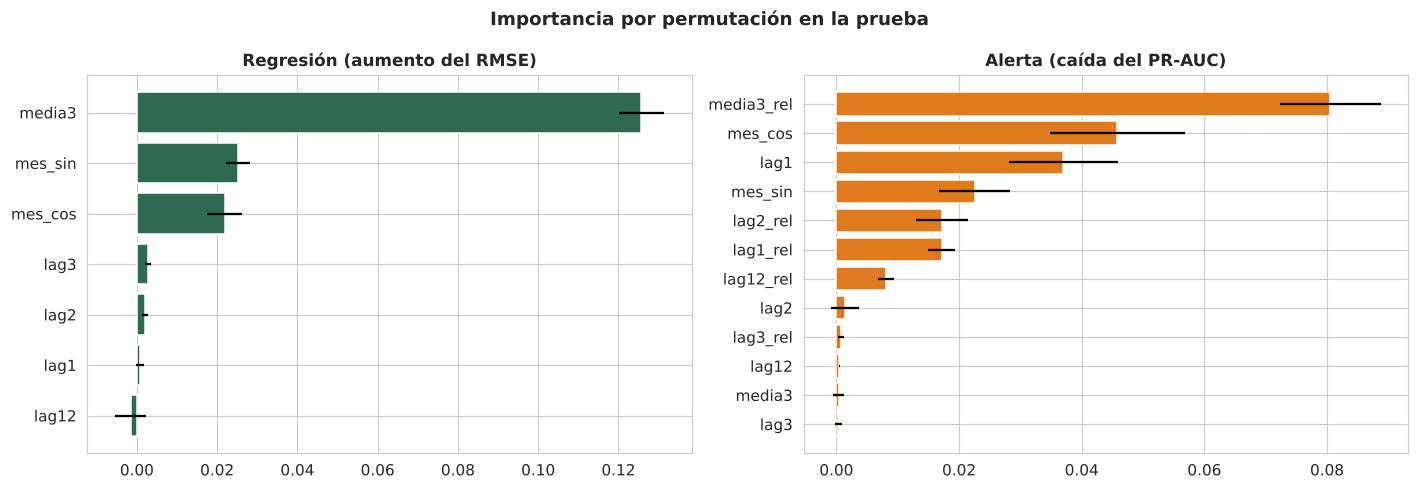 Importancia por permutación en la prueba
Regresión (aumento del RMSE)
media3
mes_sin
mes_cos
lag3
lag2
lag1
lag12
0.00 0.02 0.04 0.06 0.08 0.10 0.12
Alerta (caída del PR-AUC)
media3_rel
mes_cos
lag1
mes_sin
lag2_rel
lag1_rel
lag12_rel
lag2
lag3_rel
lag12
media3
lag3
0.00 0.02 0.04 0.06 0.08